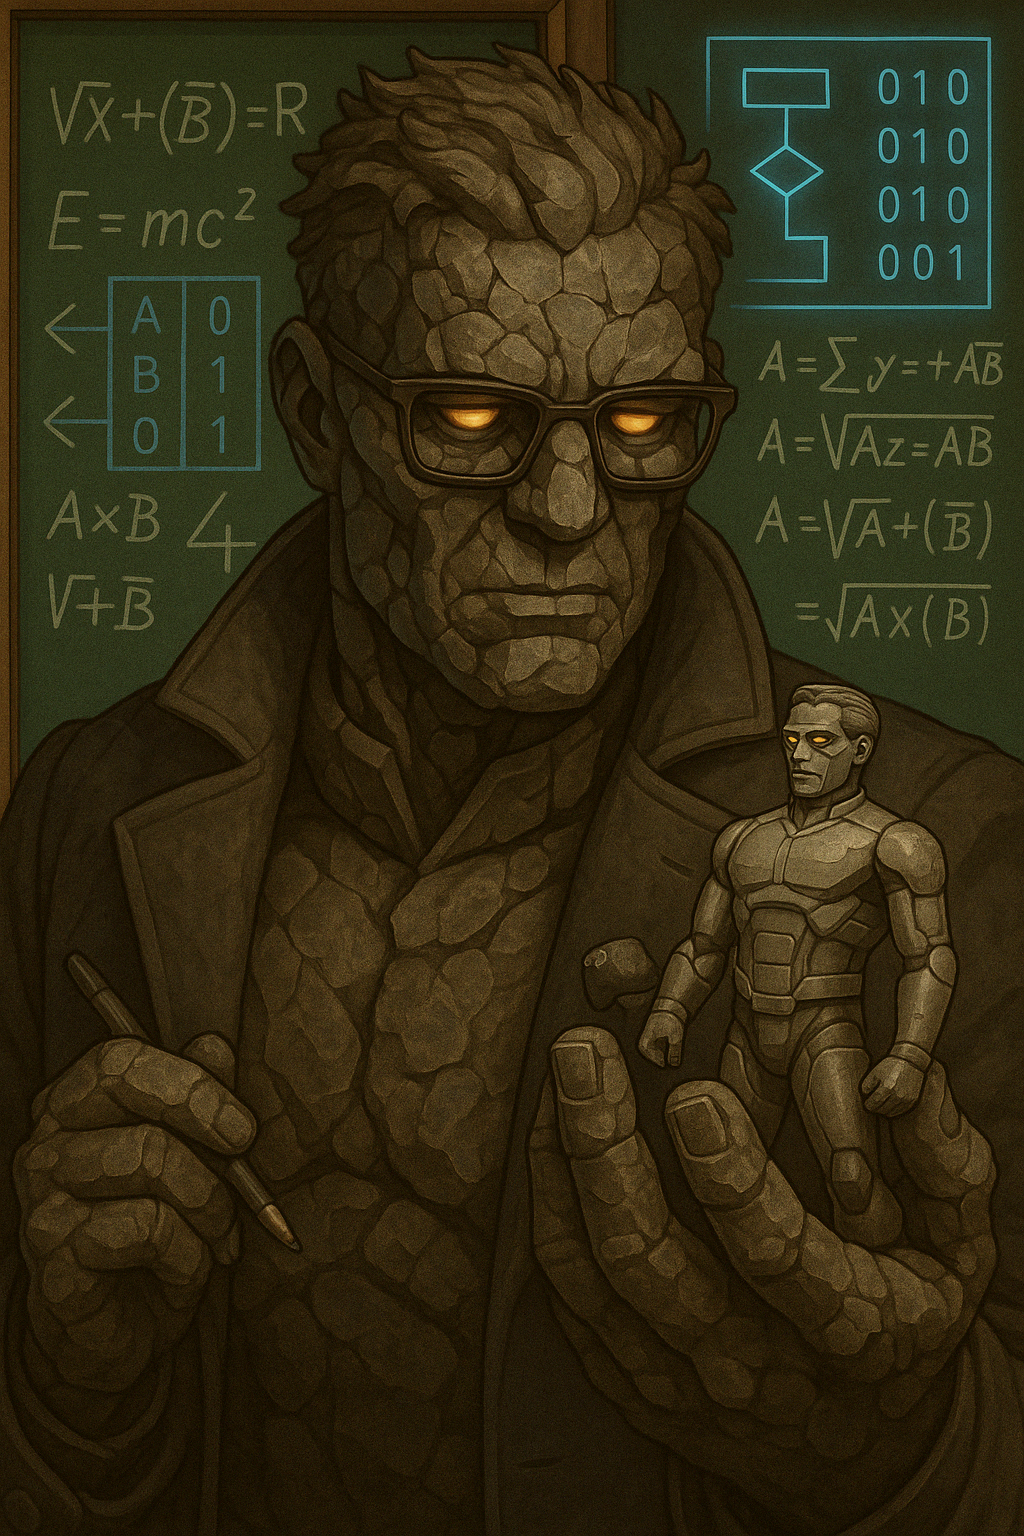 √X+(B̅)=R
E=mc²
A 0
B 1
0 1
A×B 4
√+B̅
010
010
010
001
A=∑y=+AB̅
A=√Az=AB
A=√A+(B̅)
=√Ax(B)